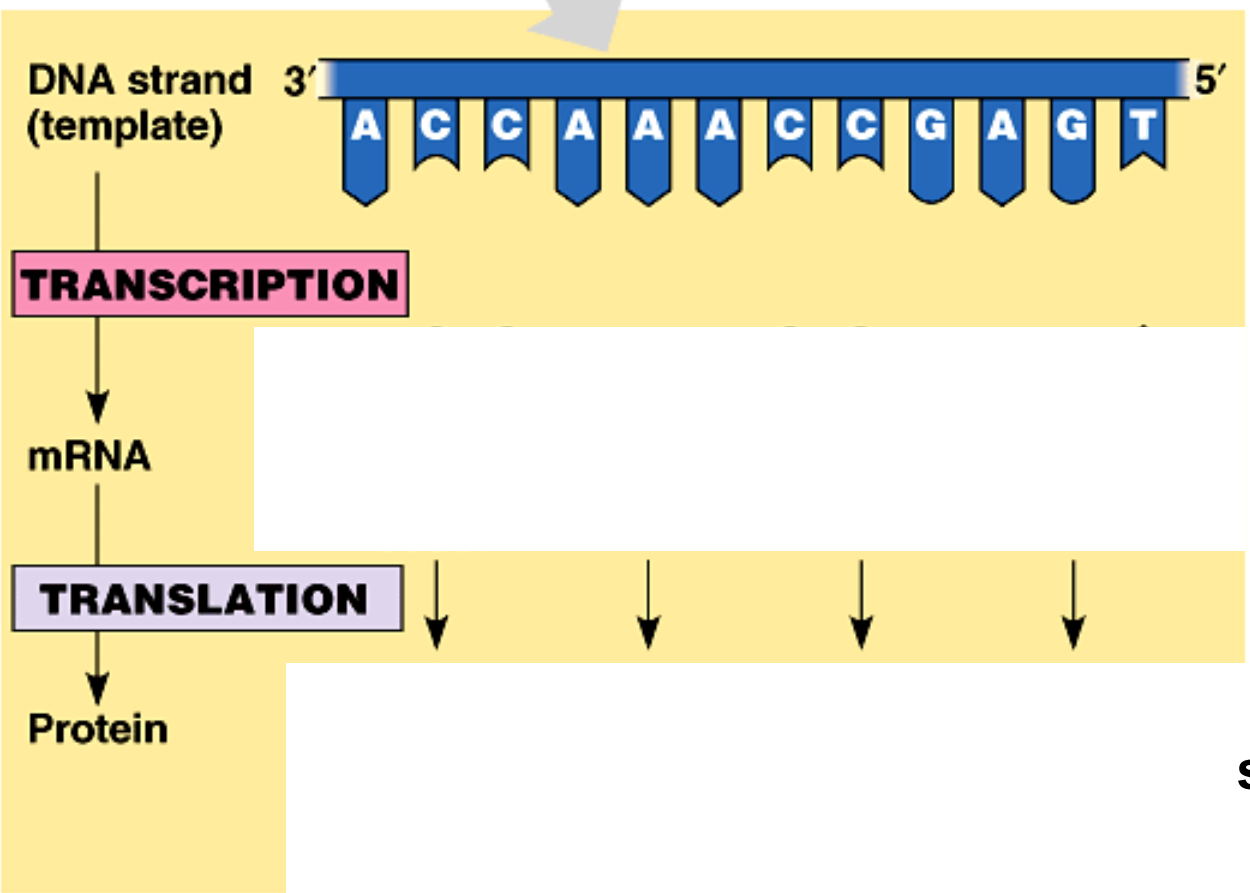 DNA strand 3′ 5′
(template)
A C C A A A C C G A G T
TRANSCRIPTION
mRNA
TRANSLATION
Protein
s